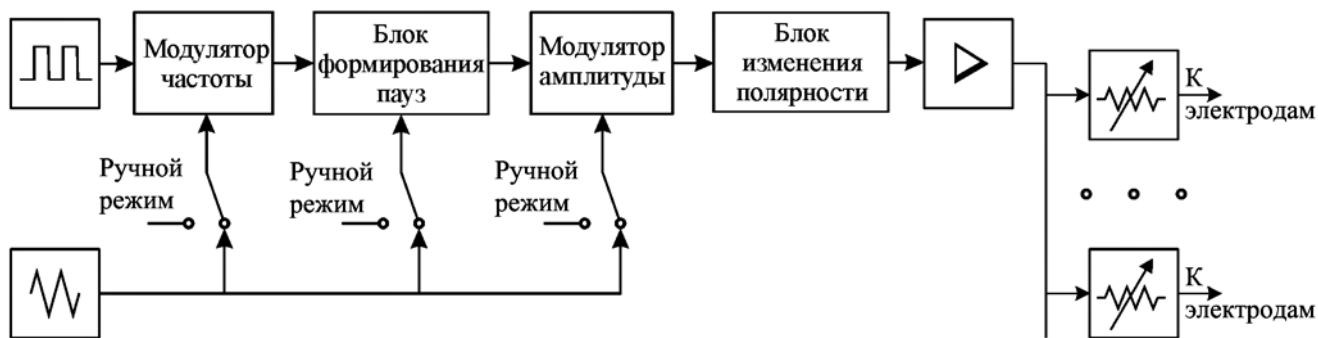 Модулятор
частоты
Блок
формирования
пауз
Модулятор
амплитуды
Блок
изменения
полярности
К
электродам
Ручной
режим
Ручной
режим
Ручной
режим
К
электродам